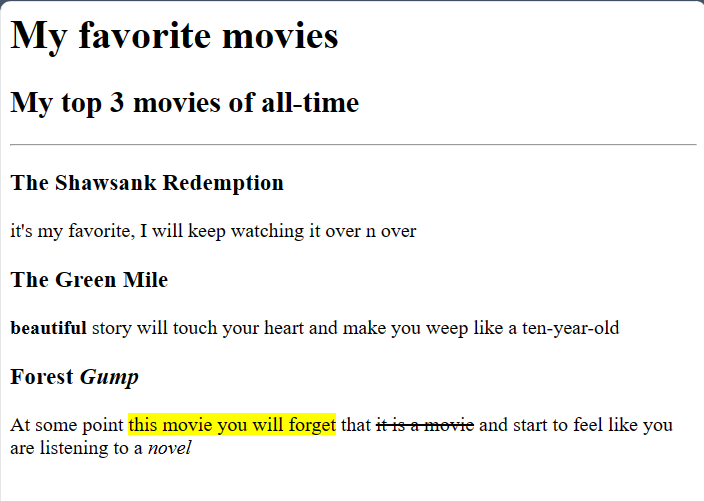 My favorite movies
My top 3 movies of all-time
The Shawsank Redemption
it's my favorite, I will keep watching it over n over
The Green Mile
beautiful story will touch your heart and make you weep like a ten-year-old
Forest Gump
At some point this movie you will forget that it is a movie and start to feel like you
are listening to a novel